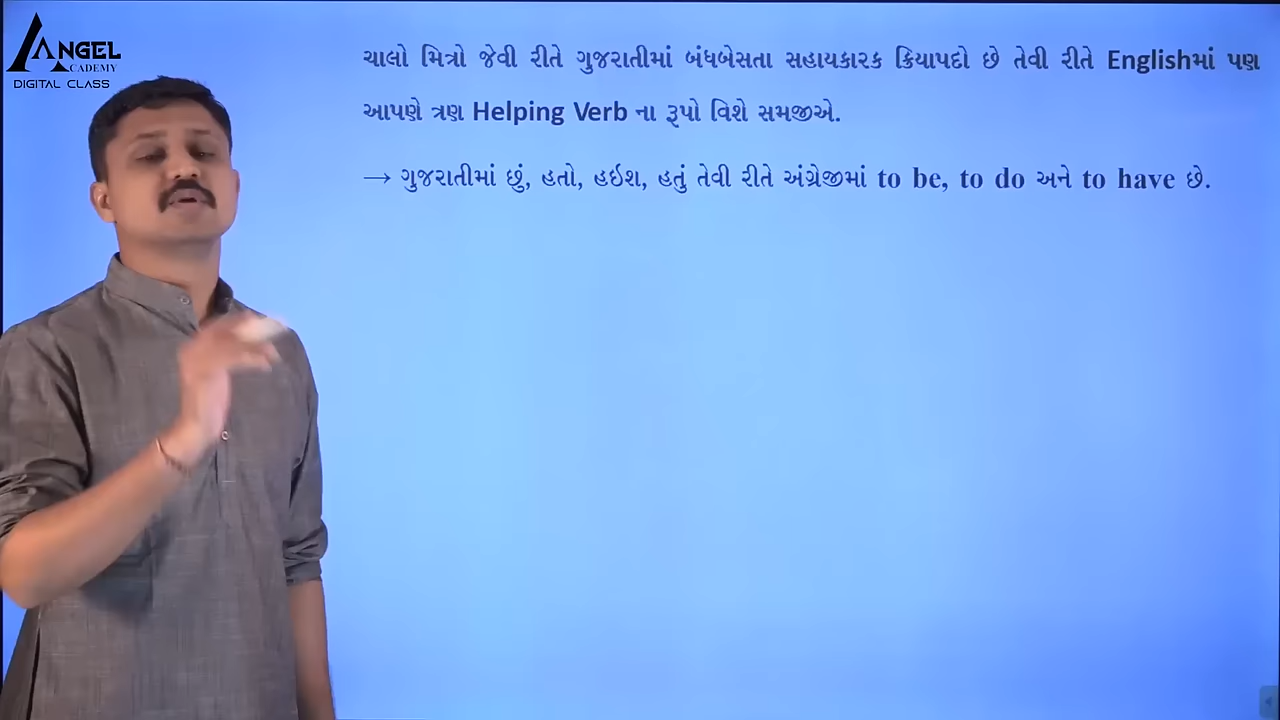 ANGEL
ACADEMY
DIGITAL CLASS
ચાલો મિત્રો જેવી રીતે ગુજરાતીમાં બંધબેસતા સહાયકારક ક્રિયાપદો છે તેવી રીતે Englishમાં પણ
આપણે ત્રણ Helping Verb ના રૂપો વિશે સમજીએ.
→ ગુજરાતીમાં છું, હતો, હઈશ, હતું તેવી રીતે અંગ્રેજીમાં to be, to do અને to have છે.